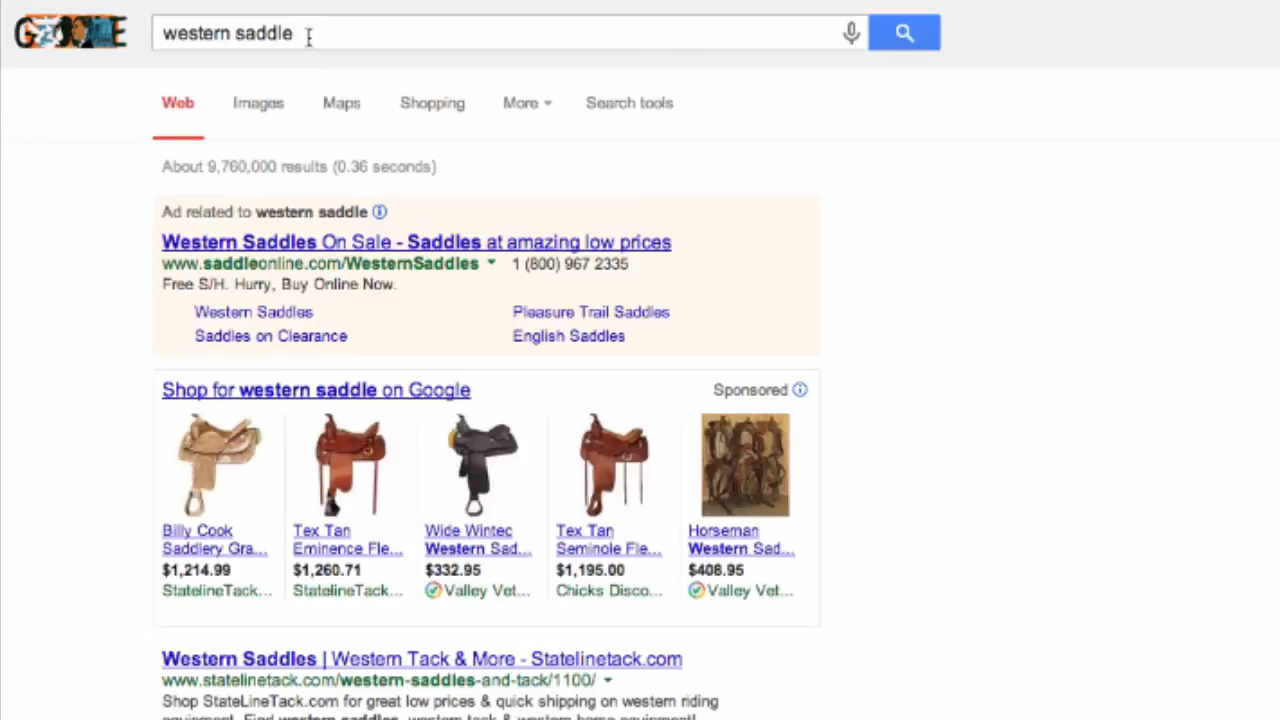 GOOGLE
western saddle
Web Images Maps Shopping More Search tools
About 9,760,000 results (0.36 seconds)
Ad related to western saddle
Western Saddles On Sale - Saddles at amazing low prices
www.saddleonline.com/WesternSaddles 1 (800) 967 2335
Free S/H. Hurry, Buy Online Now.
Western Saddles Pleasure Trail Saddles
Saddles on Clearance English Saddles
Shop for western saddle on Google Sponsored
Billy Cook Tex Tan Wide Wintec Tex Tan Horseman
Saddlery Gra... Eminence Fle... Western Sad... Seminole Fle... Western Sad...
$1,214.99 $1,260.71 $332.95 $1,195.00 $408.95
StatelineTack... StatelineTack... Valley Vet... Chicks Disco... Valley Vet...
Western Saddles | Western Tack & More - Statelinetack.com
www.statelinetack.com/western-saddles-and-tack/1100/
Shop StateLineTack.com for great low prices & quick shipping on western riding
equipment. Find western saddles, western tack & western horse equipment!